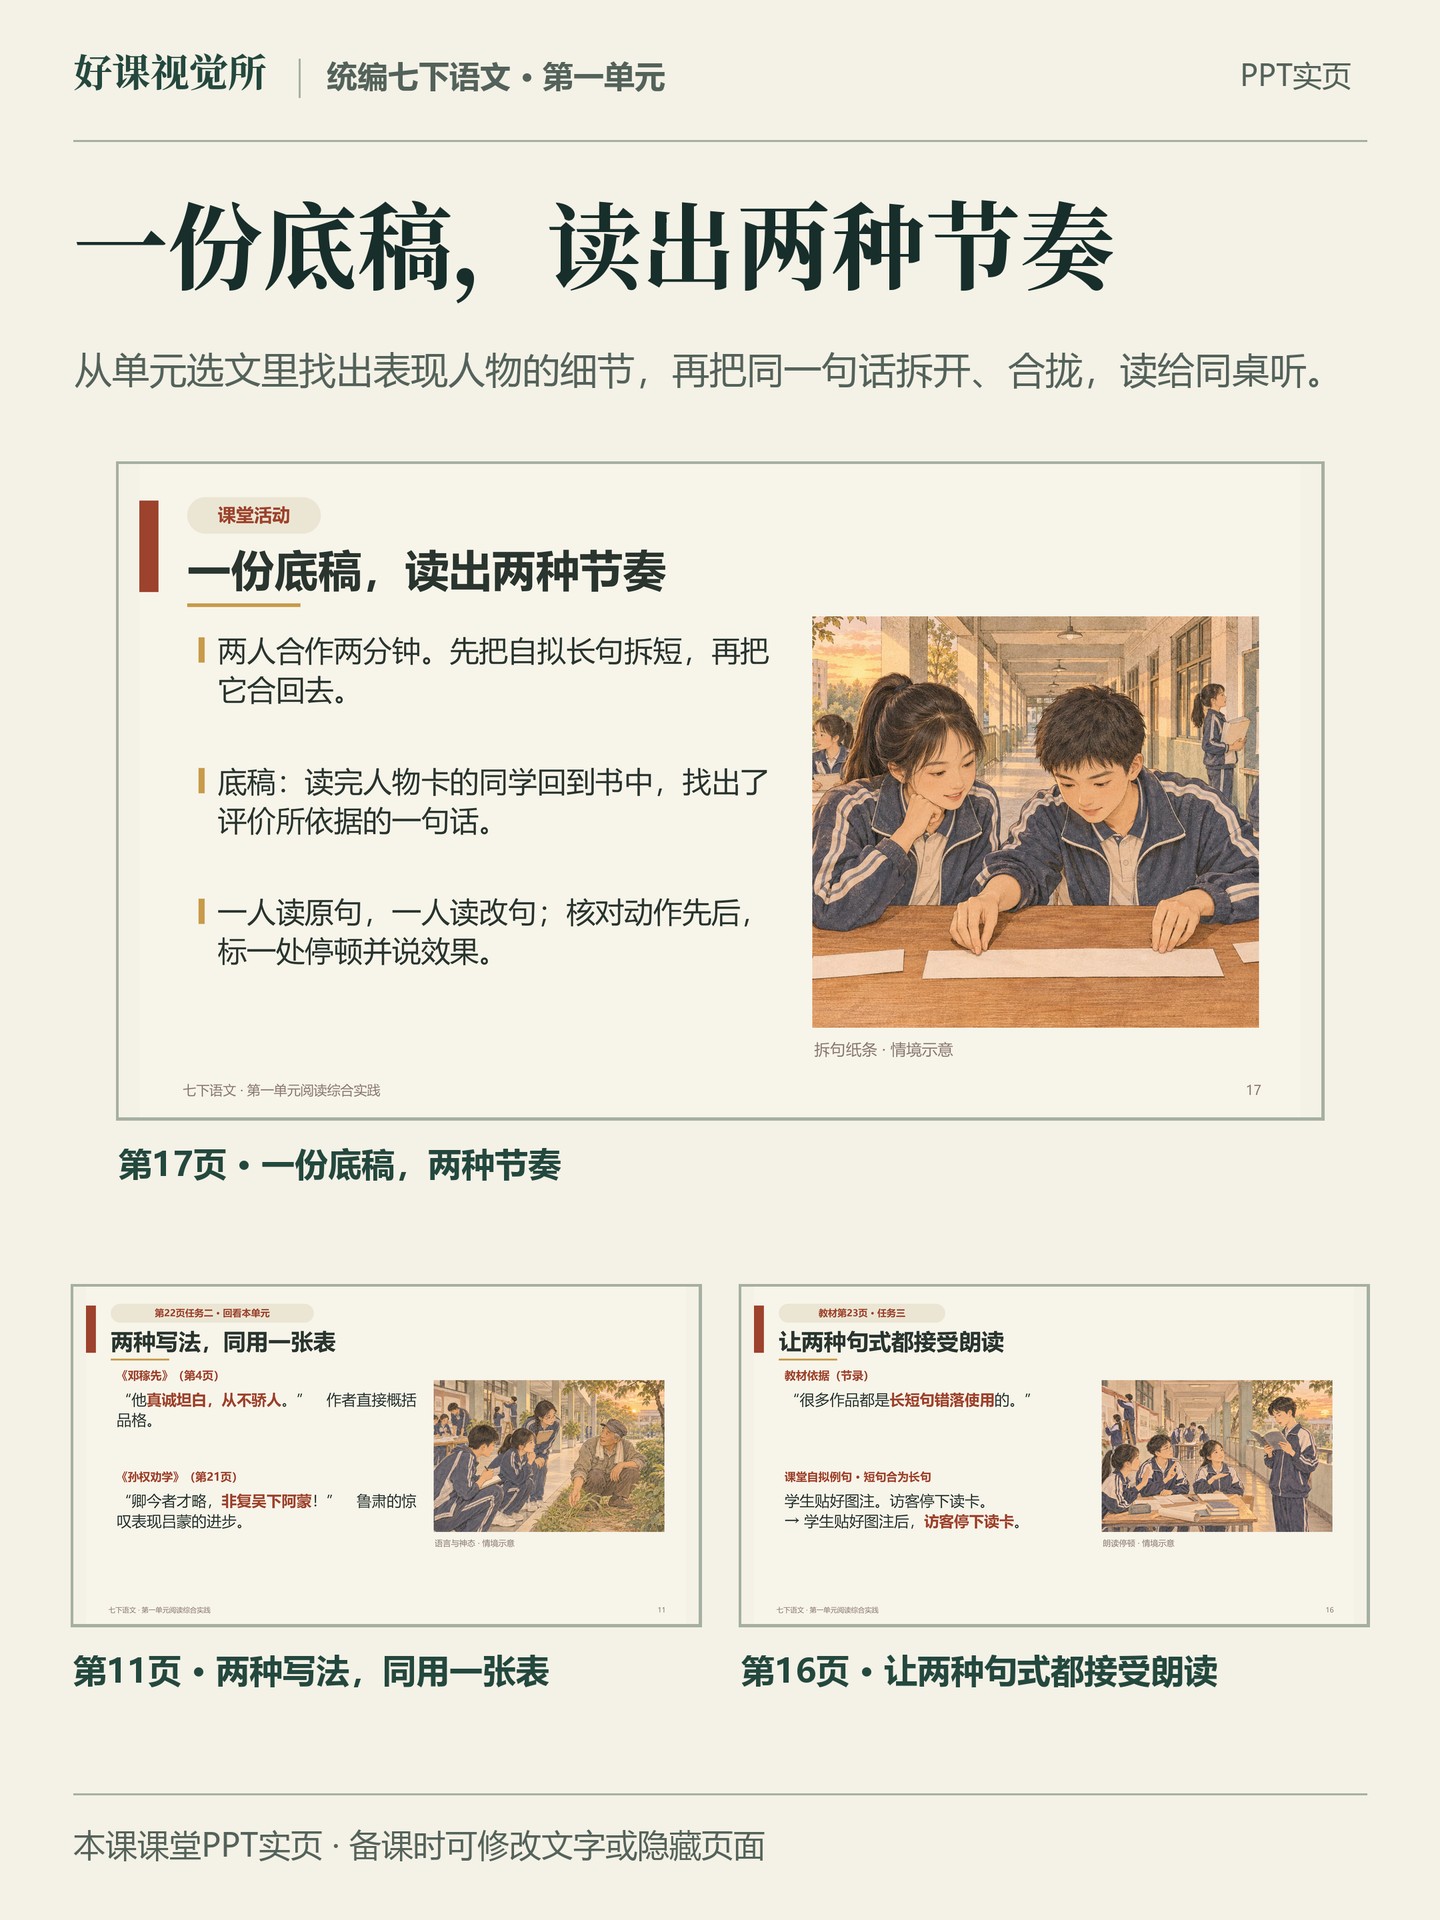 好课视觉所
统编七下语文·第一单元
PPT实页
一份底稿，读出两种节奏
从单元选文里找出表现人物的细节，再把同一句话拆开、合拢，读给同桌听。
课堂活动
一份底稿，读出两种节奏
两人合作两分钟。先把自拟长句拆短，再把
它合回去。
底稿：读完人物卡的同学回到书中，找出了
评价所依据的一句话。
一人读原句，一人读改句；核对动作先后，
标一处停顿并说效果。
拆句纸条·情境示意
七下语文·第一单元阅读综合实践
17
第17页·一份底稿，两种节奏
第22页任务二·回看本单元
两种写法，同用一张表
《邓稼先》（第4页）
“他真诚坦白，从不骄人。” 作者直接概括
品格。
《孙权劝学》（第21页）
“卿今者才略，非复吴下阿蒙！” 鲁肃的惊
叹表现吕蒙的进步。
语言与神态·情境示意
七下语文·第一单元阅读综合实践
11
第11页·两种写法，同用一张表
教材第23页·任务三
让两种句式都接受朗读
教材依据（节录）
“很多作品都是长短句错落使用的。”
课堂自拟例句·短句合为长句
学生贴好图注。访客停下读卡。
→ 学生贴好图注后，访客停下读卡。
朗读停顿·情境示意
七下语文·第一单元阅读综合实践
16
第16页·让两种句式都接受朗读
本课课堂PPT实页·备课时可修改文字或隐藏页面